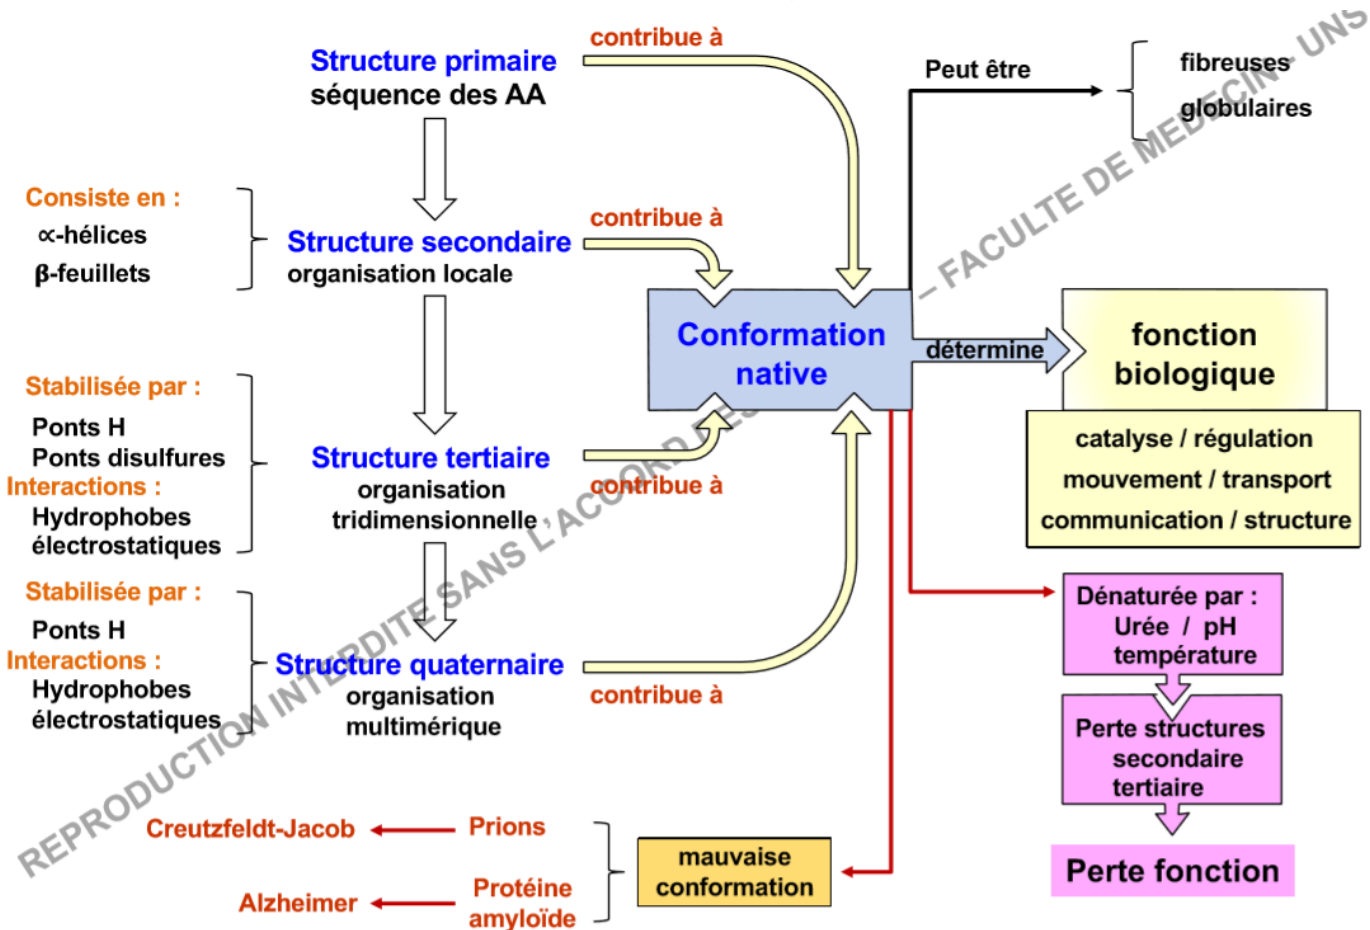 contribue à
Structure primaire
séquence des AA
Peut être
fibreuses
globulaires
Consiste en :
∝-hélices
β-feuillets
contribue à
Structure secondaire
organisation locale
Conformation
native
détermine
fonction
biologique
catalyse / régulation
mouvement / transport
communication / structure
Stabilisée par :
Ponts H
Ponts disulfures
Interactions :
Hydrophobes
électrostatiques
Structure tertiaire
organisation
tridimensionnelle
contribue à
Stabilisée par :
Ponts H
Interactions :
Hydrophobes
électrostatiques
Structure quaternaire
organisation
multimérique
contribue à
Dénaturée par :
Urée / pH
température
Perte structures
secondaire
tertiaire
Perte fonction
mauvaise
conformation
Prions
Creutzfeldt-Jacob
Protéine
amyloïde
Alzheimer
REPRODUCTION INTERDITE SANS L'ACCORD DES – FACULTE DE MEDECIN - UNS